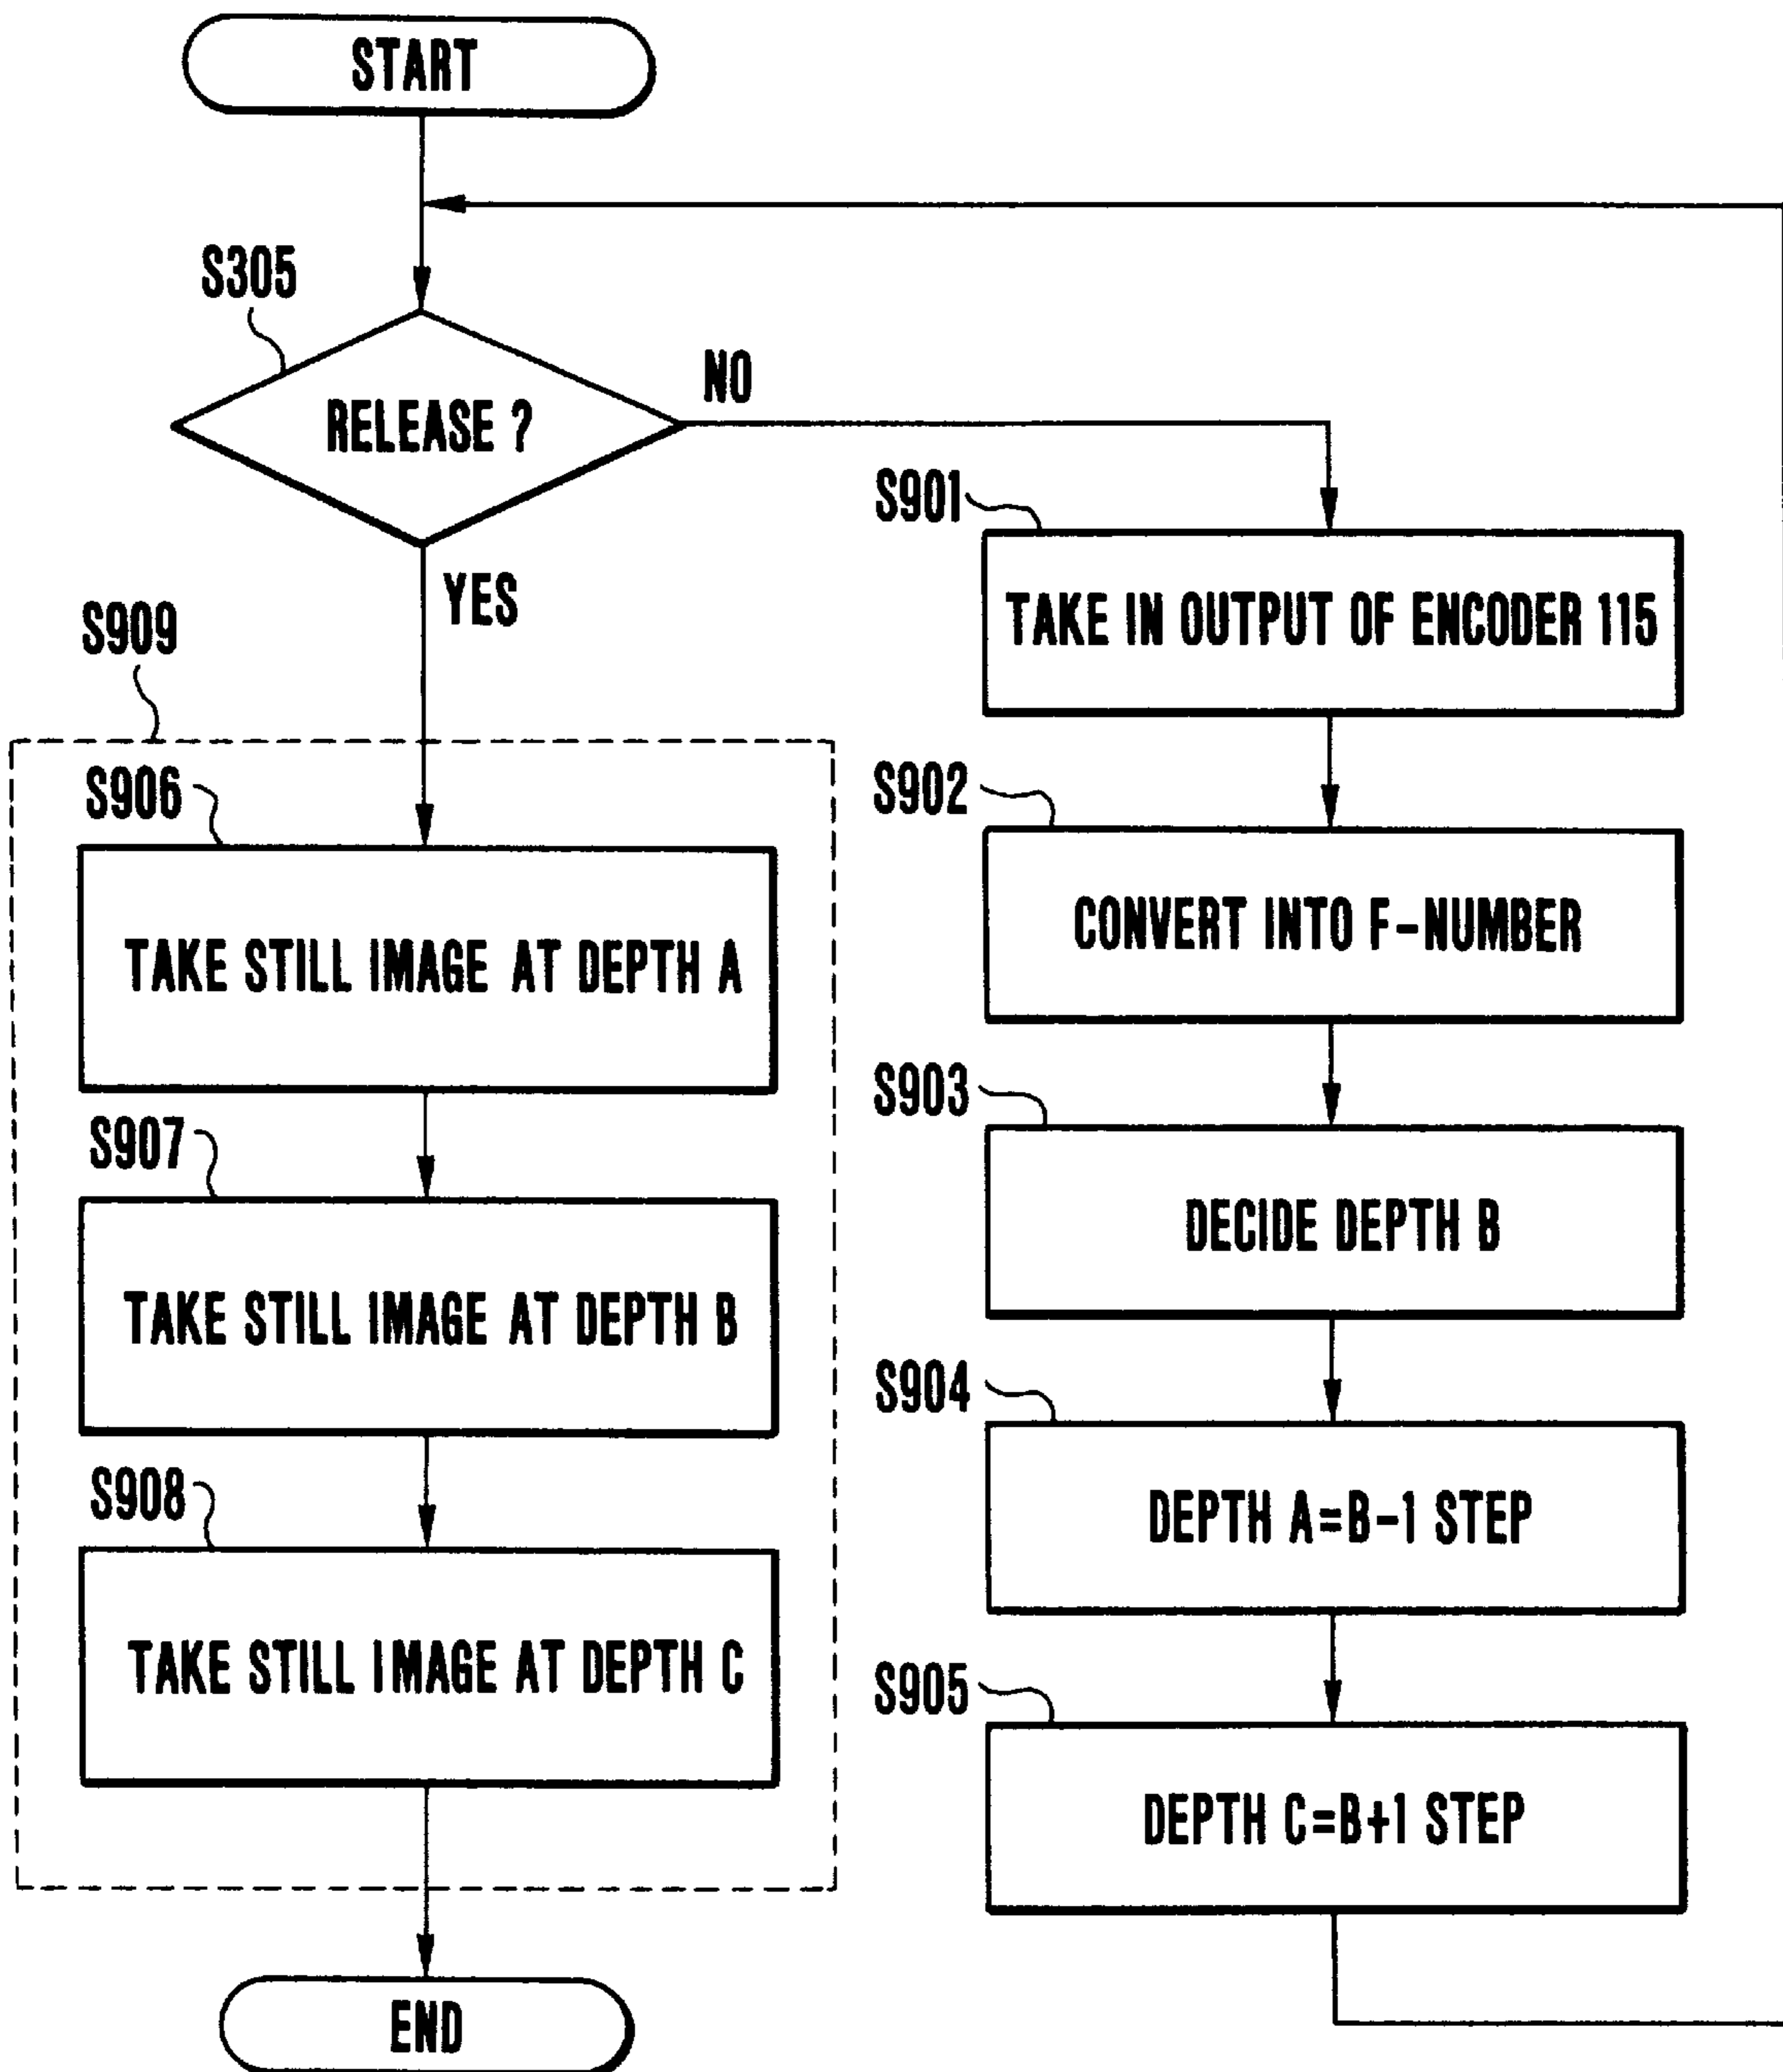 START
S305
RELEASE ?
NO
YES
S909
S906
TAKE STILL IMAGE AT DEPTH A
S907
TAKE STILL IMAGE AT DEPTH B
S908
TAKE STILL IMAGE AT DEPTH C
END
S901
TAKE IN OUTPUT OF ENCODER 115
S902
CONVERT INTO F-NUMBER
S903
DECIDE DEPTH B
S904
DEPTH A=B-1 STEP
S905
DEPTH C=B+1 STEP